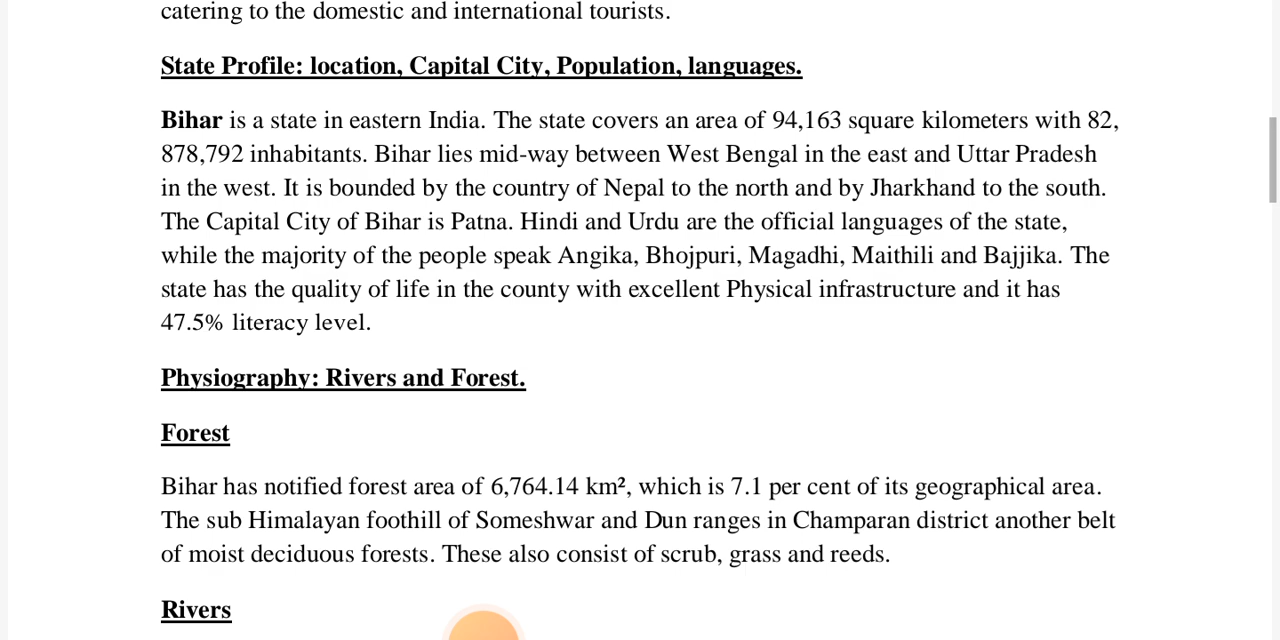 catering to the domestic and international tourists.
State Profile: location, Capital City, Population, languages.
Bihar is a state in eastern India. The state covers an area of 94,163 square kilometers with 82,
878,792 inhabitants. Bihar lies mid-way between West Bengal in the east and Uttar Pradesh
in the west. It is bounded by the country of Nepal to the north and by Jharkhand to the south.
The Capital City of Bihar is Patna. Hindi and Urdu are the official languages of the state,
while the majority of the people speak Angika, Bhojpuri, Magadhi, Maithili and Bajjika. The
state has the quality of life in the county with excellent Physical infrastructure and it has
47.5% literacy level.
Physiography: Rivers and Forest.
Forest
Bihar has notified forest area of 6,764.14 km², which is 7.1 per cent of its geographical area.
The sub Himalayan foothill of Someshwar and Dun ranges in Champaran district another belt
of moist deciduous forests. These also consist of scrub, grass and reeds.
Rivers